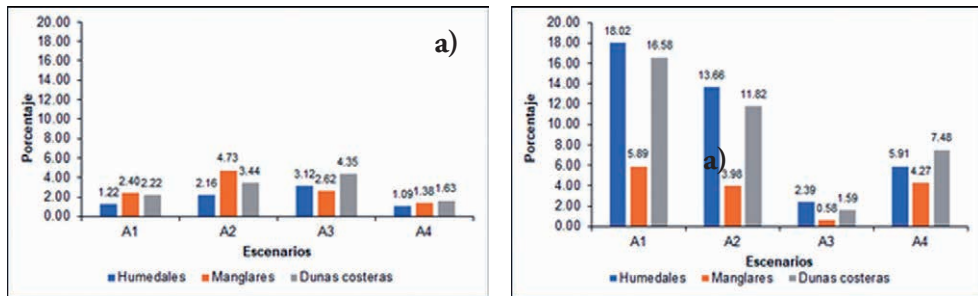 20.00
18.00
16.00
14.00
12.00
10.00
8.00
6.00
4.00
2.00
0.00
Porcentaje
a)
1.22 2.40 2.22
2.16 4.73 3.44
3.12 2.62 4.35
1.09 1.38 1.63
A1 A2 A3 A4
Escenarios
Humedales Manglares Dunas costeras
20.00
18.00
16.00
14.00
12.00
10.00
8.00
6.00
4.00
2.00
0.00
Porcentaje
a)
18.02 5.89 16.58
13.66 3.98 11.82
2.39 0.58 1.59
5.91 4.27 7.48
A1 A2 A3 A4
Escenarios
Humedales Manglares Dunas costeras